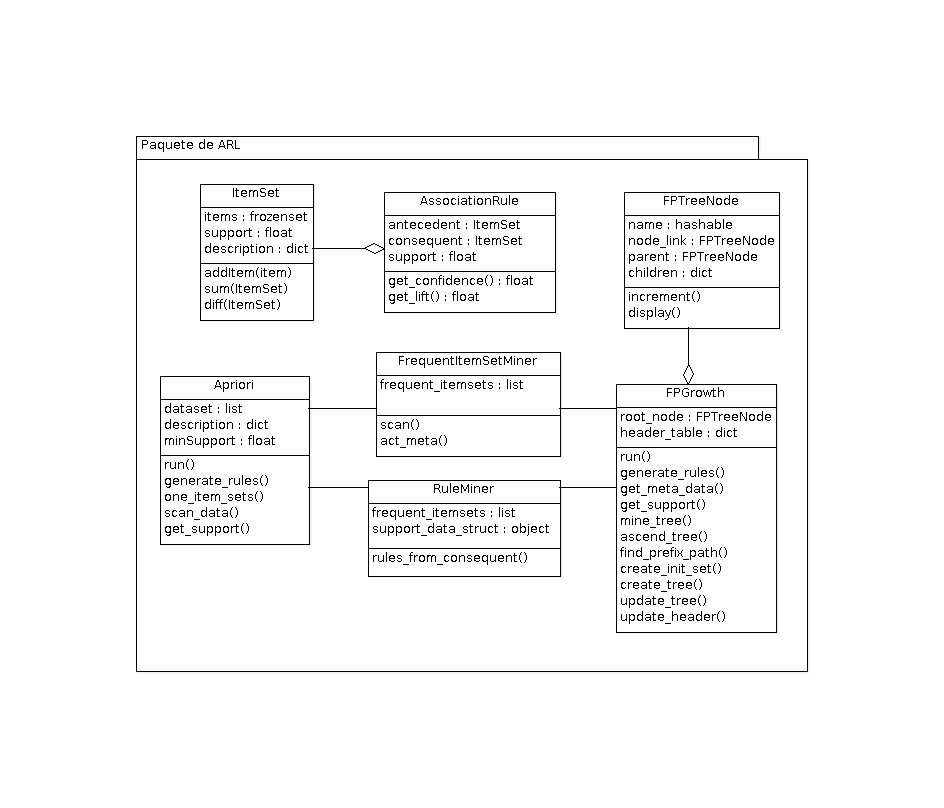 Paquete de ARL
ItemSet
items : frozenset
support : float
description : dict
addItem(item)
sum(ItemSet)
diff(ItemSet)
AssociationRule
antecedent : ItemSet
consequent : ItemSet
support : float
get_confidence() : float
get_lift() : float
FPTreeNode
name : hashable
node_link : FPTreeNode
parent : FPTreeNode
children : dict
increment()
display()
Apriori
dataset : list
description : dict
minSupport : float
run()
generate_rules()
one_item_sets()
scan_data()
get_support()
FrequentItemSetMiner
frequent_itemsets : list
scan()
act_meta()
RuleMiner
frequent_itemsets : list
support_data_struct : object
rules_from_consequent()
FPGrowth
root_node : FPTreeNode
header_table : dict
run()
generate_rules()
get_meta_data()
get_support()
mine_tree()
ascend_tree()
find_prefix_path()
create_init_set()
create_tree()
update_tree()
update_header()